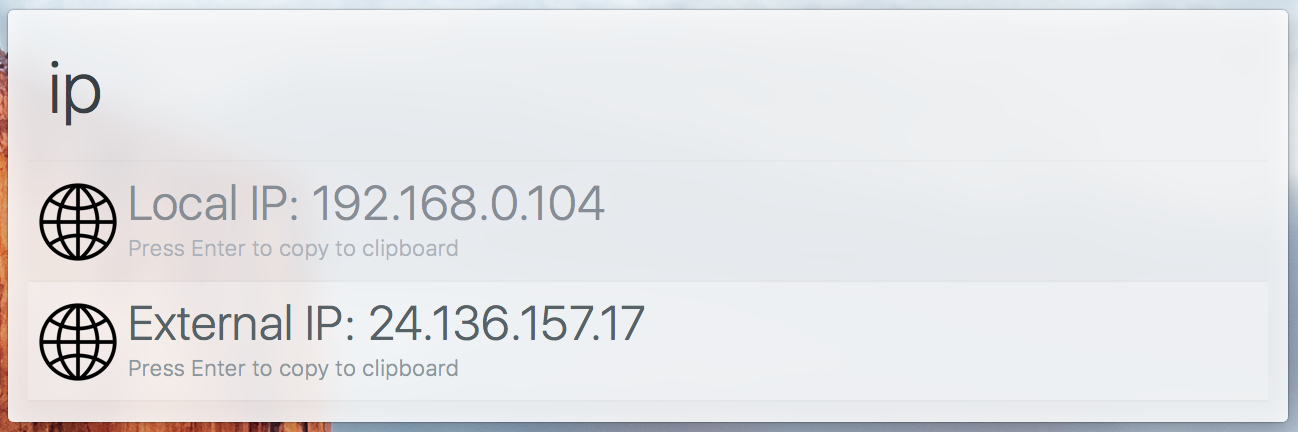 ip
Local IP: 192.168.0.104
Press Enter to copy to clipboard
External IP: 24.136.157.17
Press Enter to copy to clipboard